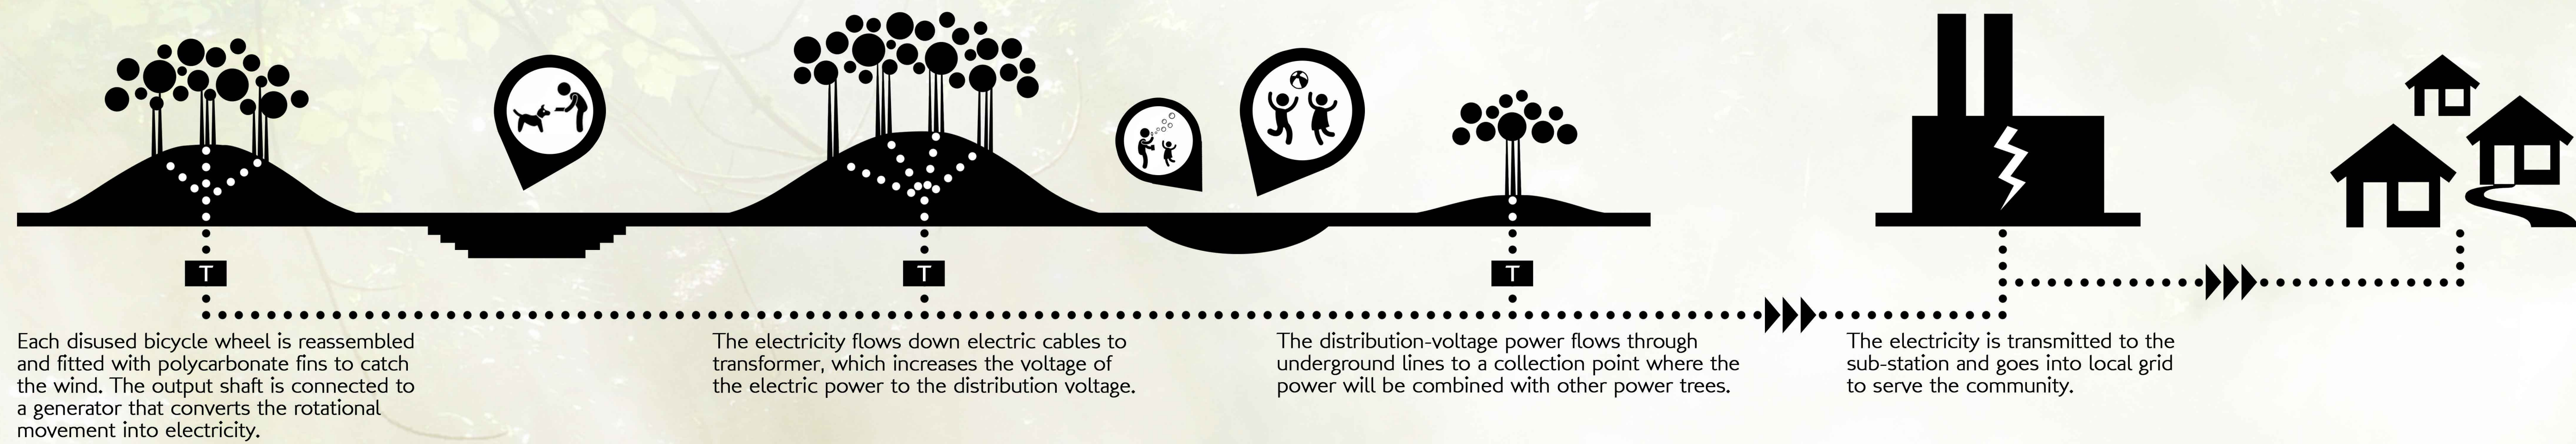 T
T
T
Each disused bicycle wheel is reassembled
and fitted with polycarbonate fins to catch
the wind. The output shaft is connected to
a generator that converts the rotational
movement into electricity.
The electricity flows down electric cables to
transformer, which increases the voltage of
the electric power to the distribution voltage.
The distribution-voltage power flows through
underground lines to a collection point where the
power will be combined with other power trees.
The electricity is transmitted to the
sub-station and goes into local grid
to serve the community.